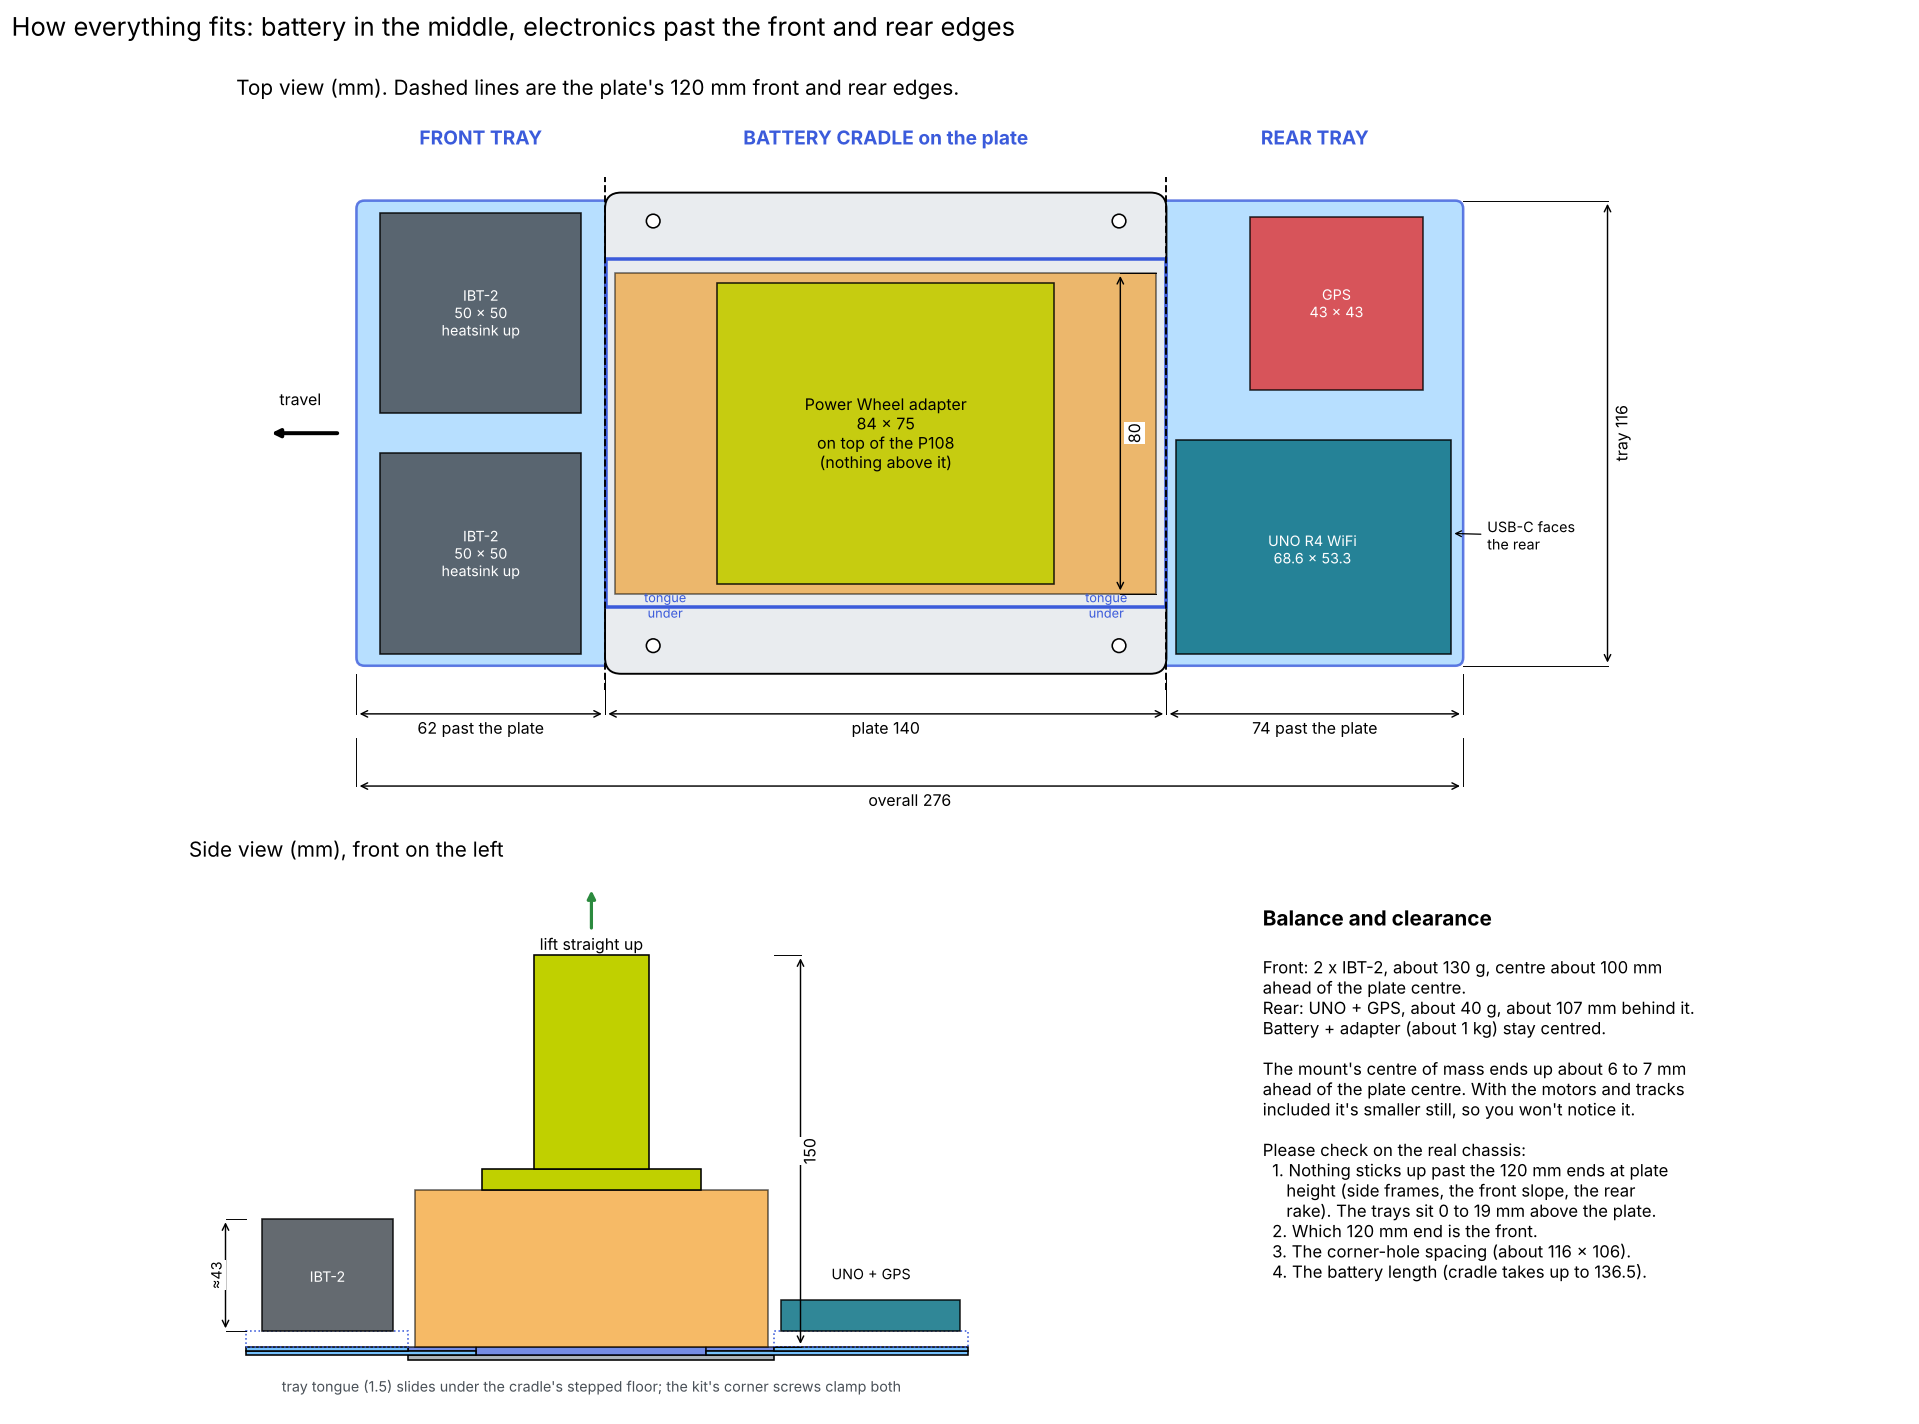 How everything fits: battery in the middle, electronics past the front and rear edges
Top view (mm). Dashed lines are the plate's 120 mm front and rear edges.
FRONT TRAY
BATTERY CRADLE on the plate
REAR TRAY
IBT-2
50 × 50
heatsink up
GPS
43 × 43
travel
Power Wheel adapter
84 × 75
on top of the P108
(nothing above it)
80
tray 116
IBT-2
50 × 50
heatsink up
UNO R4 WiFi
68.6 × 53.3
USB-C faces
the rear
tongue
under
tongue
under
62 past the plate
plate 140
74 past the plate
overall 276
Side view (mm), front on the left
lift straight up
150
≈43
IBT-2
UNO + GPS
tray tongue (1.5) slides under the cradle's stepped floor; the kit's corner screws clamp both
Balance and clearance
Front: 2 x IBT-2, about 130 g, centre about 100 mm
ahead of the plate centre.
Rear: UNO + GPS, about 40 g, about 107 mm behind it.
Battery + adapter (about 1 kg) stay centred.
The mount's centre of mass ends up about 6 to 7 mm
ahead of the plate centre. With the motors and tracks
included it's smaller still, so you won't notice it.
Please check on the real chassis:
1. Nothing sticks up past the 120 mm ends at plate
height (side frames, the front slope, the rear
rake). The trays sit 0 to 19 mm above the plate.
2. Which 120 mm end is the front.
3. The corner-hole spacing (about 116 × 106).
4. The battery length (cradle takes up to 136.5).